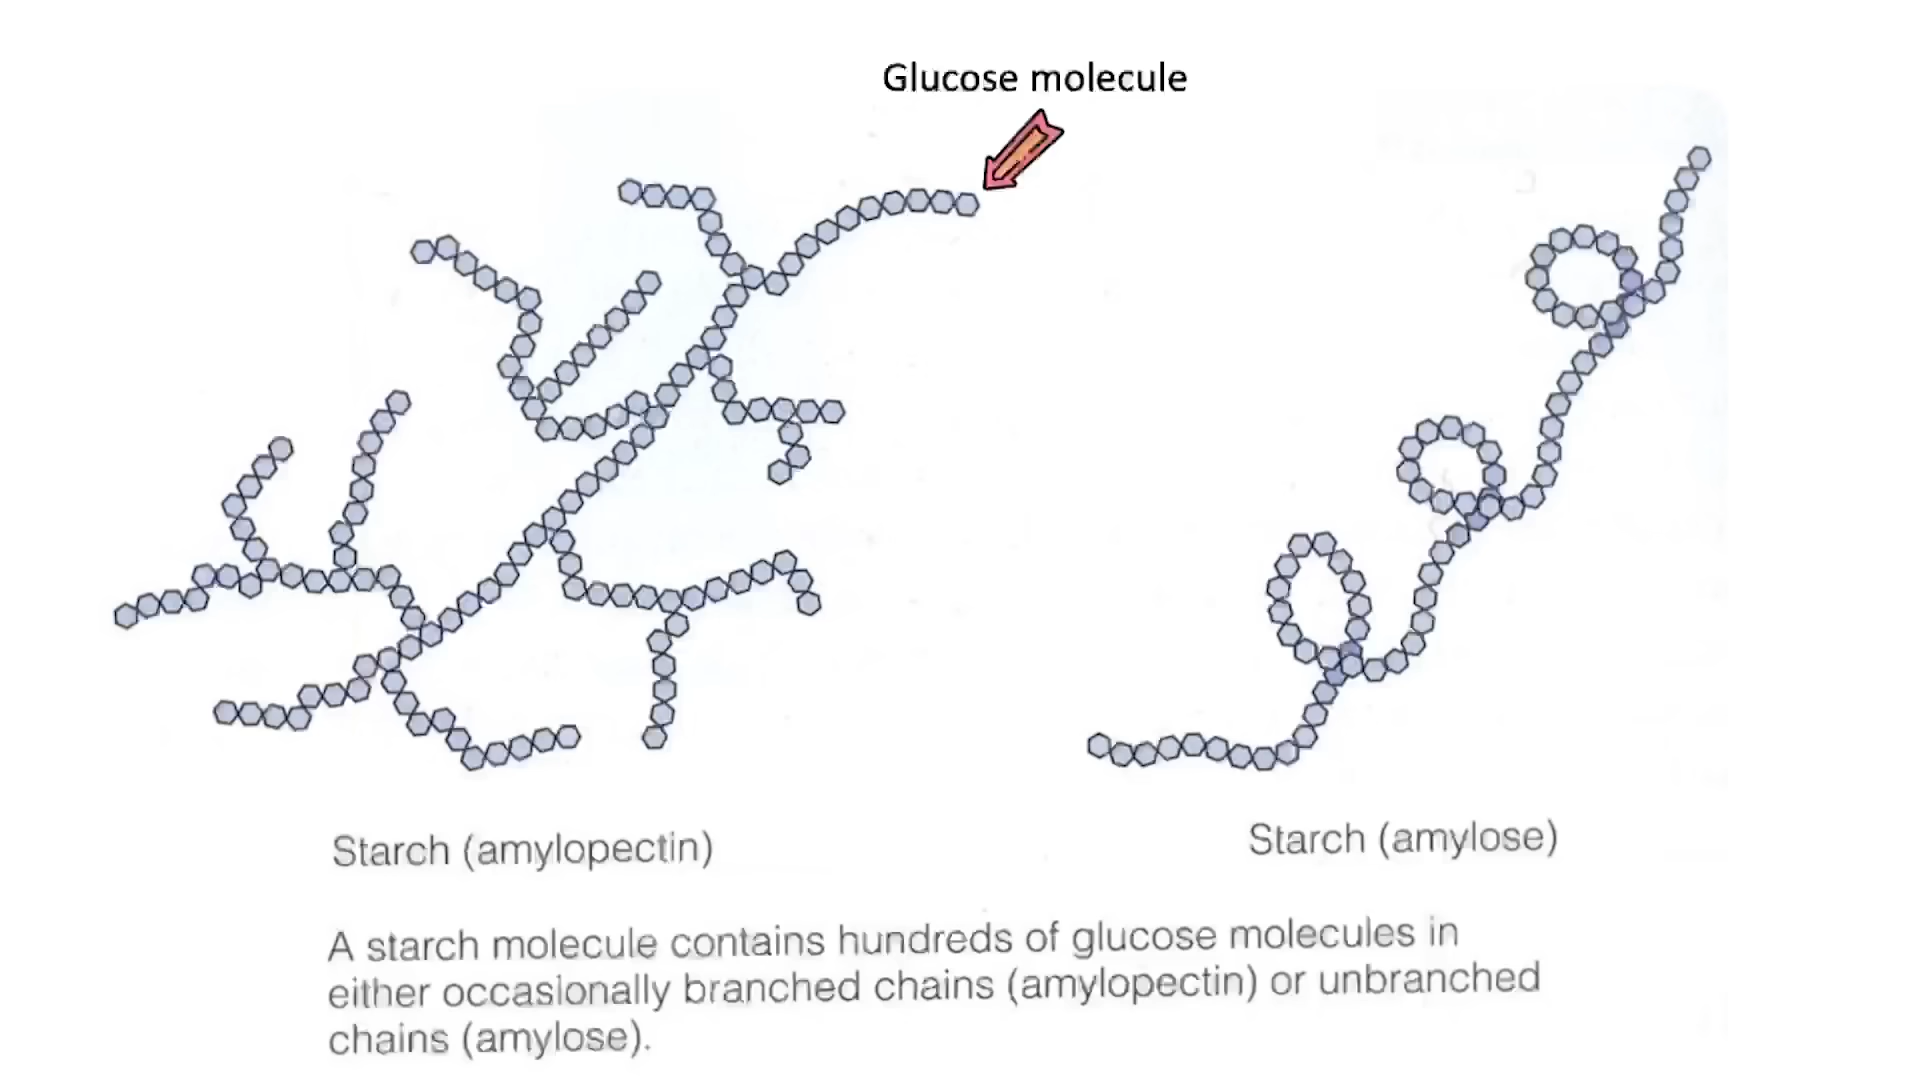 Glucose molecule
Starch (amylopectin)
Starch (amylose)
A starch molecule contains hundreds of glucose molecules in
either occasionally branched chains (amylopectin) or unbranched
chains (amylose).